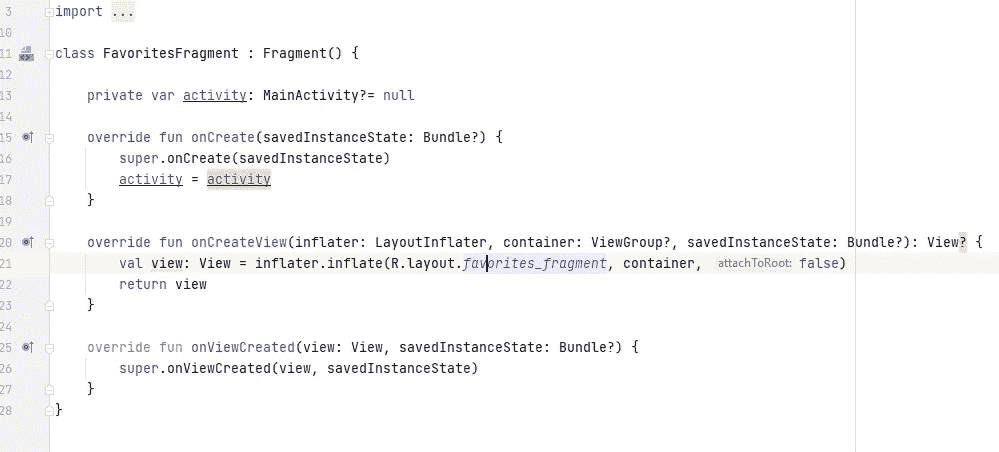 3 import ...
10
11 class FavoritesFragment : Fragment() {
12
13 private var activity: MainActivity?= null
14
15 override fun onCreate(savedInstanceState: Bundle?) {
16 super.onCreate(savedInstanceState)
17 activity = activity
18 }
19
20 override fun onCreateView(inflater: LayoutInflater, container: ViewGroup?, savedInstanceState: Bundle?): View? {
21 val view: View = inflater.inflate(R.layout.favorites_fragment, container, attachToRoot: false)
22 return view
23 }
24
25 override fun onViewCreated(view: View, savedInstanceState: Bundle?) {
26 super.onViewCreated(view, savedInstanceState)
27 }
28 }